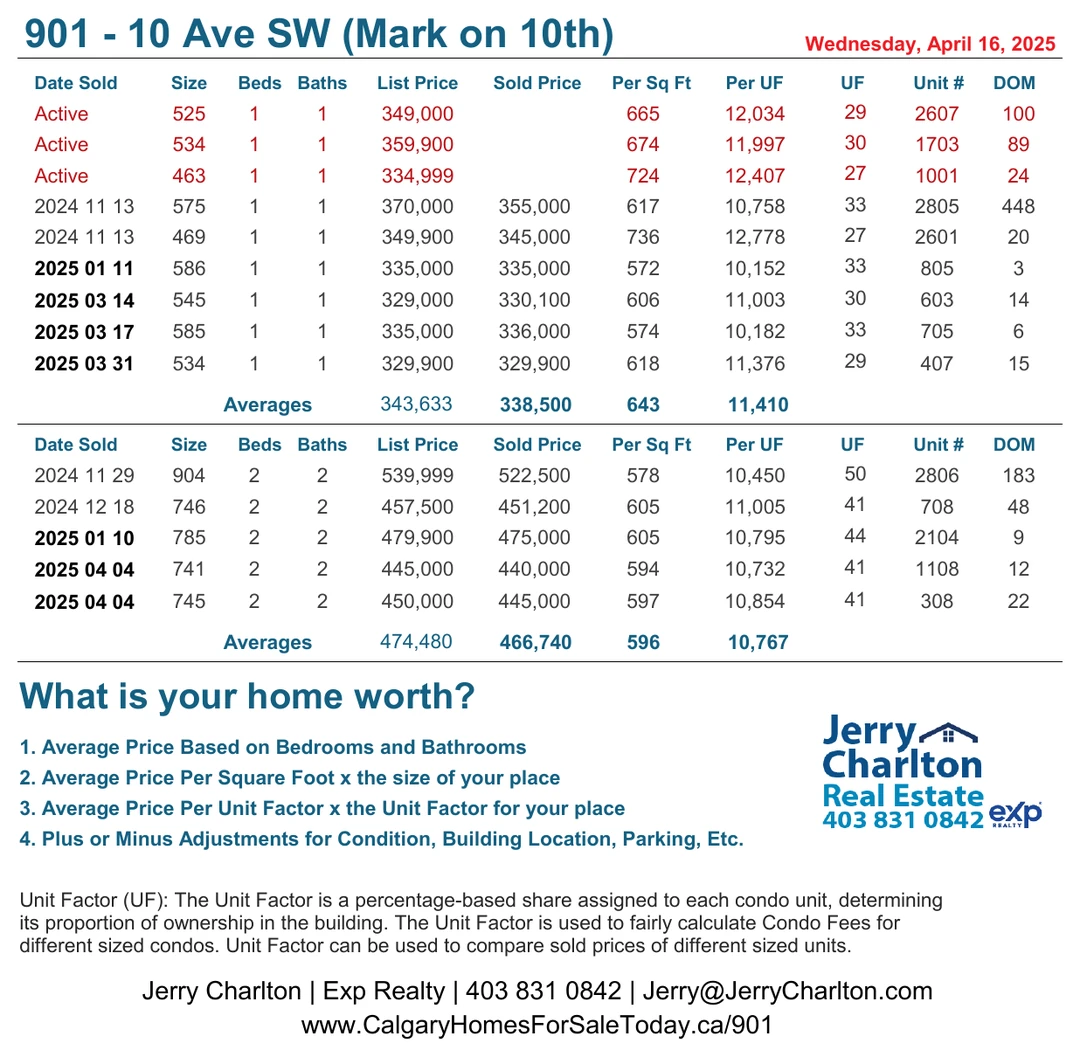 901 - 10 Ave SW (Mark on 10th)
Wednesday, April 16, 2025
Date Sold Size Beds Baths List Price Sold Price Per Sq Ft Per UF UF Unit # DOM
Active 525 1 1 349,000 665 12,034 29 2607 100
Active 534 1 1 359,900 674 11,997 30 1703 89
Active 463 1 1 334,999 724 12,407 27 1001 24
2024 11 13 575 1 1 370,000 355,000 617 10,758 33 2805 448
2024 11 13 469 1 1 349,900 345,000 736 12,778 27 2601 20
2025 01 11 586 1 1 335,000 335,000 572 10,152 33 805 3
2025 03 14 545 1 1 329,000 330,100 606 11,003 30 603 14
2025 03 17 585 1 1 335,000 336,000 574 10,182 33 705 6
2025 03 31 534 1 1 329,900 329,900 618 11,376 29 407 15
Averages 343,633 338,500 643 11,410
Date Sold Size Beds Baths List Price Sold Price Per Sq Ft Per UF UF Unit # DOM
2024 11 29 904 2 2 539,999 522,500 578 10,450 50 2806 183
2024 12 18 746 2 2 457,500 451,200 605 11,005 41 708 48
2025 01 10 785 2 2 479,900 475,000 605 10,795 44 2104 9
2025 04 04 741 2 2 445,000 440,000 594 10,732 41 1108 12
2025 04 04 745 2 2 450,000 445,000 597 10,854 41 308 22
Averages 474,480 466,740 596 10,767
What is your home worth?
1. Average Price Based on Bedrooms and Bathrooms
2. Average Price Per Square Foot x the size of your place
3. Average Price Per Unit Factor x the Unit Factor for your place
4. Plus or Minus Adjustments for Condition, Building Location, Parking, Etc.
Jerry
Charlton
Real Estate
403 831 0842 exp
REALTY
Unit Factor (UF): The Unit Factor is a percentage-based share assigned to each condo unit, determining
its proportion of ownership in the building. The Unit Factor is used to fairly calculate Condo Fees for
different sized condos. Unit Factor can be used to compare sold prices of different sized units.
Jerry Charlton | Exp Realty | 403 831 0842 | Jerry@JerryCharlton.com
www.CalgaryHomesForSaleToday.ca/901